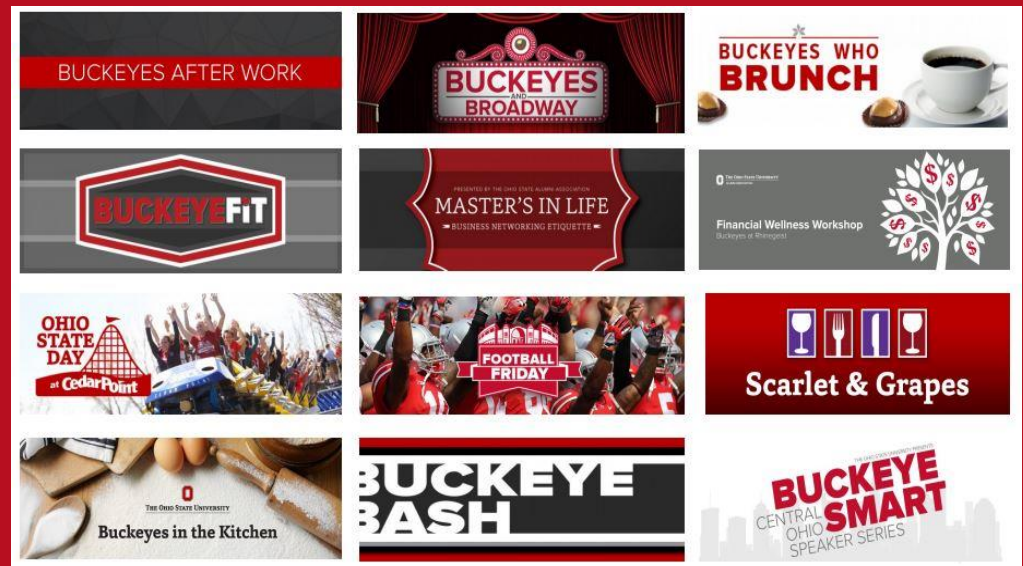 BUCKEYES AFTER WORK
BUCKEYES
AND
BROADWAY
BUCKEYES WHO
BRUNCH
BUCKEYEFiT
PRESENTED BY THE OHIO STATE ALUMNI ASSOCIATION
MASTER'S IN LIFE
BUSINESS NETWORKING ETIQUETTE
THE OHIO STATE UNIVERSITY
Financial Wellness Workshop
Buckeyes at Rhinegeist
OHIO
STATE
DAY
at CedarPoint
FOOTBALL
FRIDAY
Scarlet & Grapes
THE OHIO STATE UNIVERSITY
Buckeyes in the Kitchen
BUCKEYE
BASH
THE OHIO STATE UNIVERSITY PRESENTS
BUCKEYE
SMART
CENTRAL
OHIO
SPEAKER SERIES